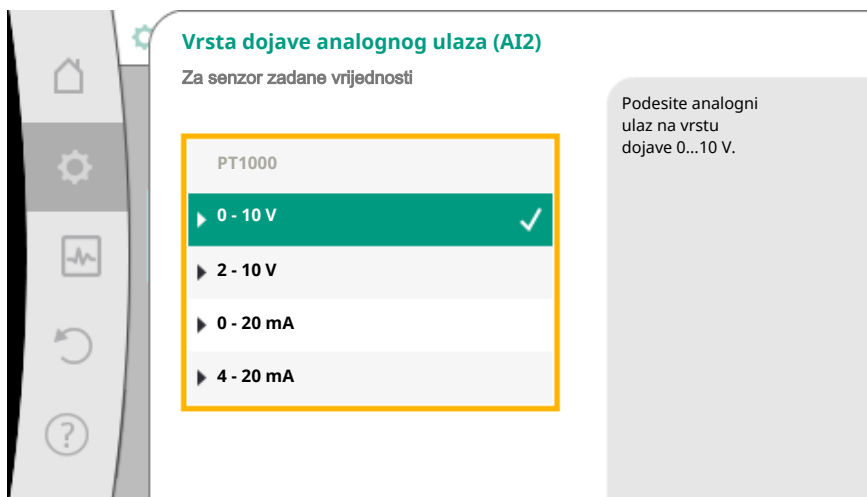 Vrsta dojave analognog ulaza (AI2)
Za senzor zadane vrijednosti
PT1000
0 - 10 V
2 - 10 V
0 - 20 mA
4 - 20 mA
Podesite analogni
ulaz na vrstu
dojave 0...10 V.